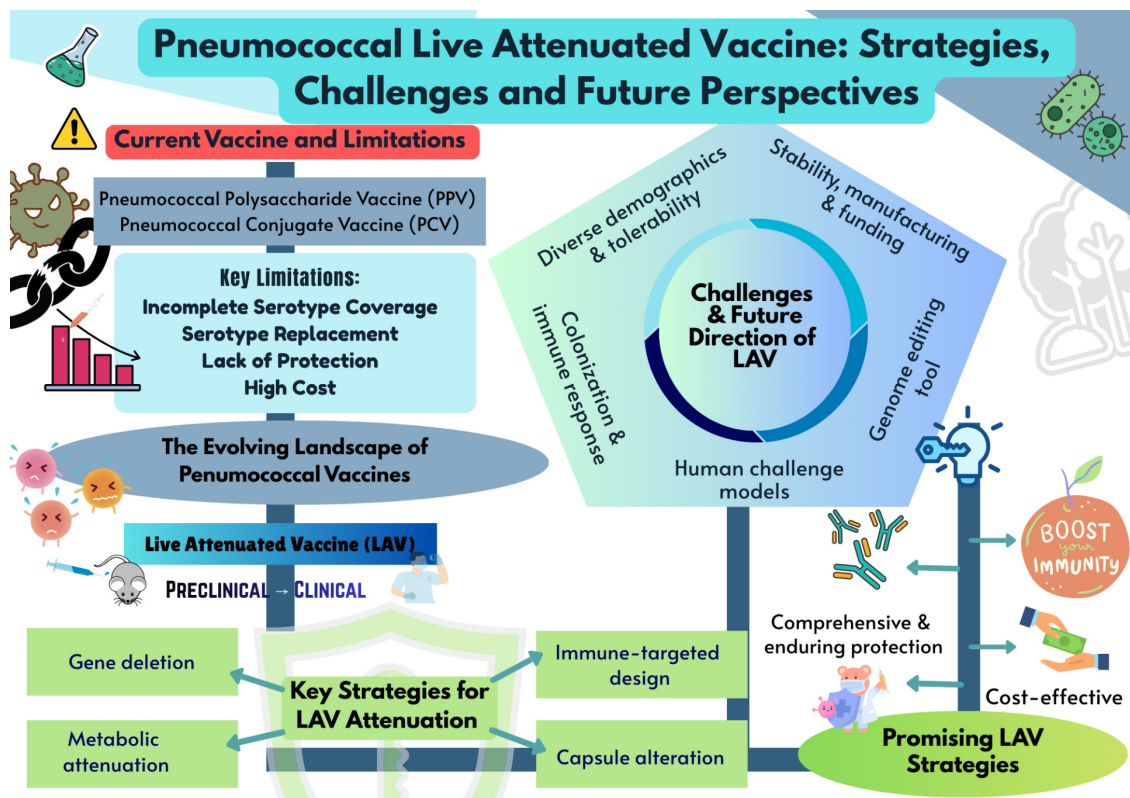 Pneumococcal Live Attenuated Vaccine: Strategies,
Challenges and Future Perspectives
Current Vaccine and Limitations
Pneumococcal Polysaccharide Vaccine (PPV)
Pneumococcal Conjugate Vaccine (PCV)
Key Limitations:
Incomplete Serotype Coverage
Serotype Replacement
Lack of Protection
High Cost
The Evolving Landscape of
Penumococcal Vaccines
Live Attenuated Vaccine (LAV)
PRECLINICAL → CLINICAL
Key Strategies for
LAV Attenuation
Gene deletion
Metabolic
attenuation
Immune-targeted
design
Capsule alteration
Challenges
& Future
Direction of
LAV
Diverse demographics
& tolerability
Stability, manufacturing
& funding
Genome editing
tool
Human challenge
models
Colonization &
immune response
BOOST
your
IMMUNITY
Comprehensive &
enduring protection
Cost-effective
Promising LAV
Strategies